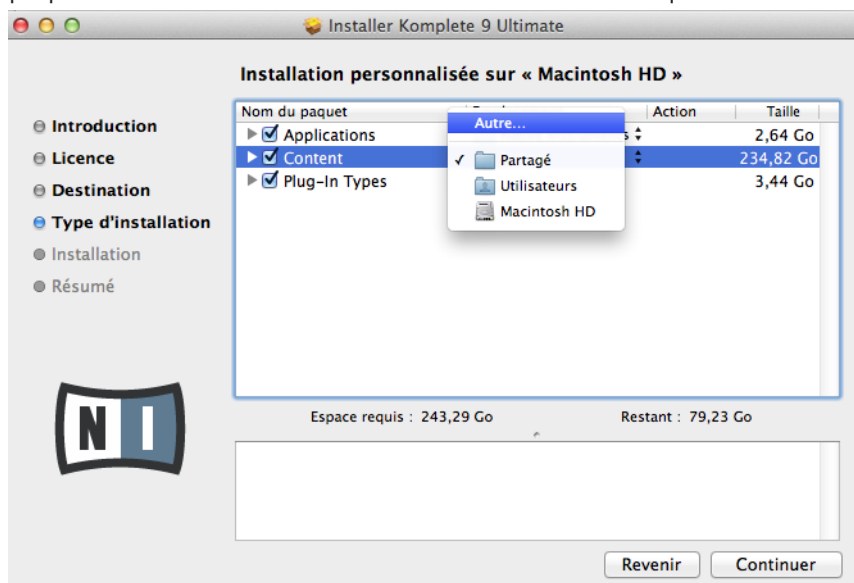 Installer Komplete 9 Ultimate
Installation personnalisée sur « Macintosh HD »
Introduction
Licence
Destination
Type d'installation
Installation
Résumé
Nom du paquet Action Taille
Applications 2,64 Go
Content 234,82 Go
Plug-In Types 3,44 Go
Autre...
Partagé
Utilisateurs
Macintosh HD
NI
Espace requis : 243,29 Go Restant : 79,23 Go
Revenir Continuer